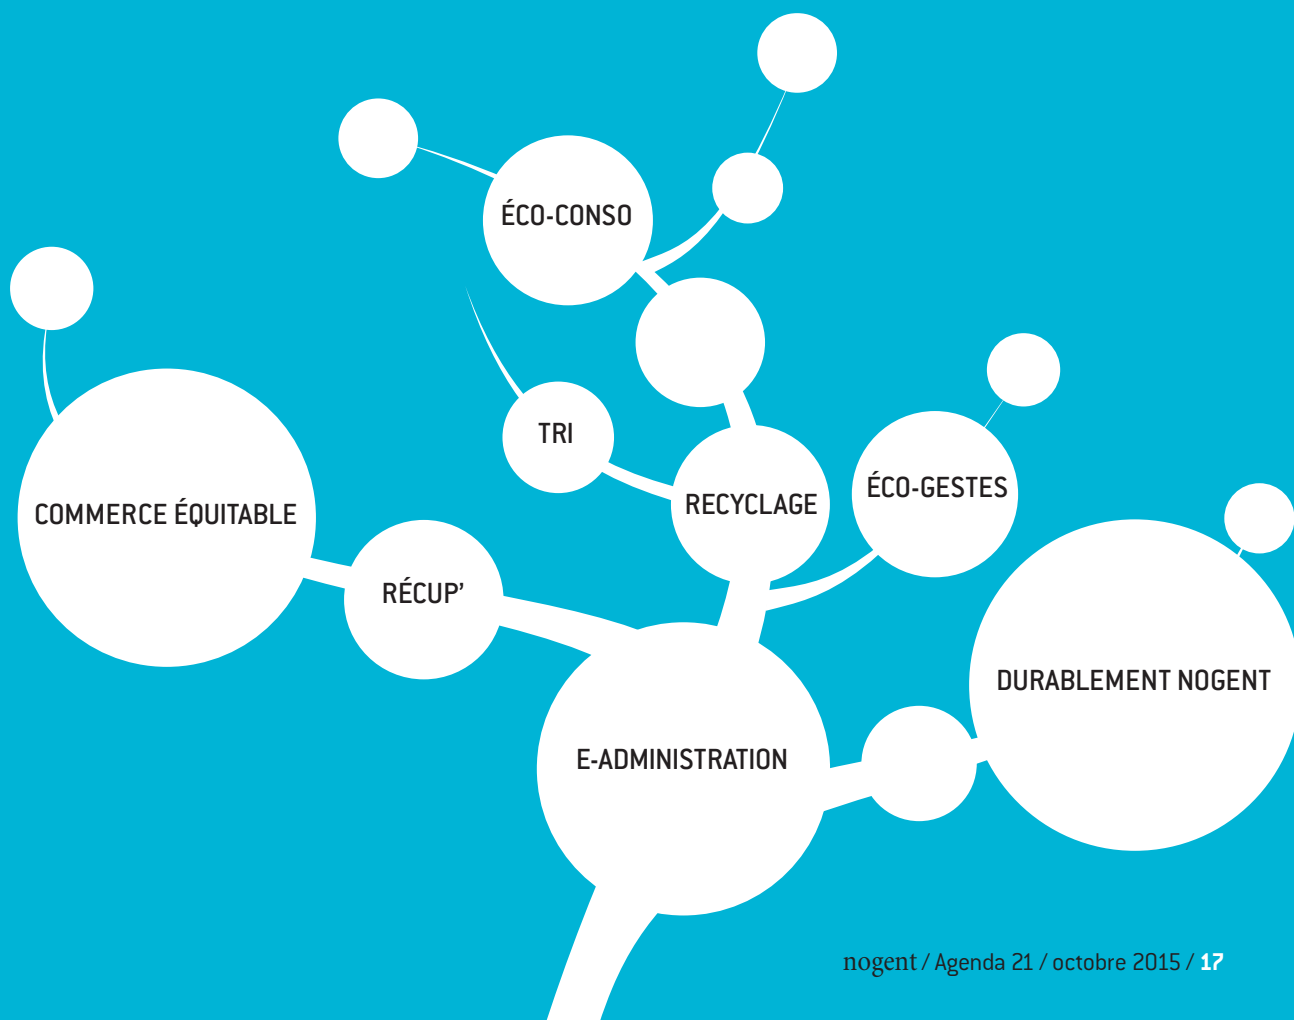 ÉCO-CONSO
TRI
RECYCLAGE
ÉCO-GESTES
COMMERCE ÉQUITABLE
RÉCUP’
DURABLEMENT NOGENT
E-ADMINISTRATION
nogent / Agenda 21 / octobre 2015 / 17